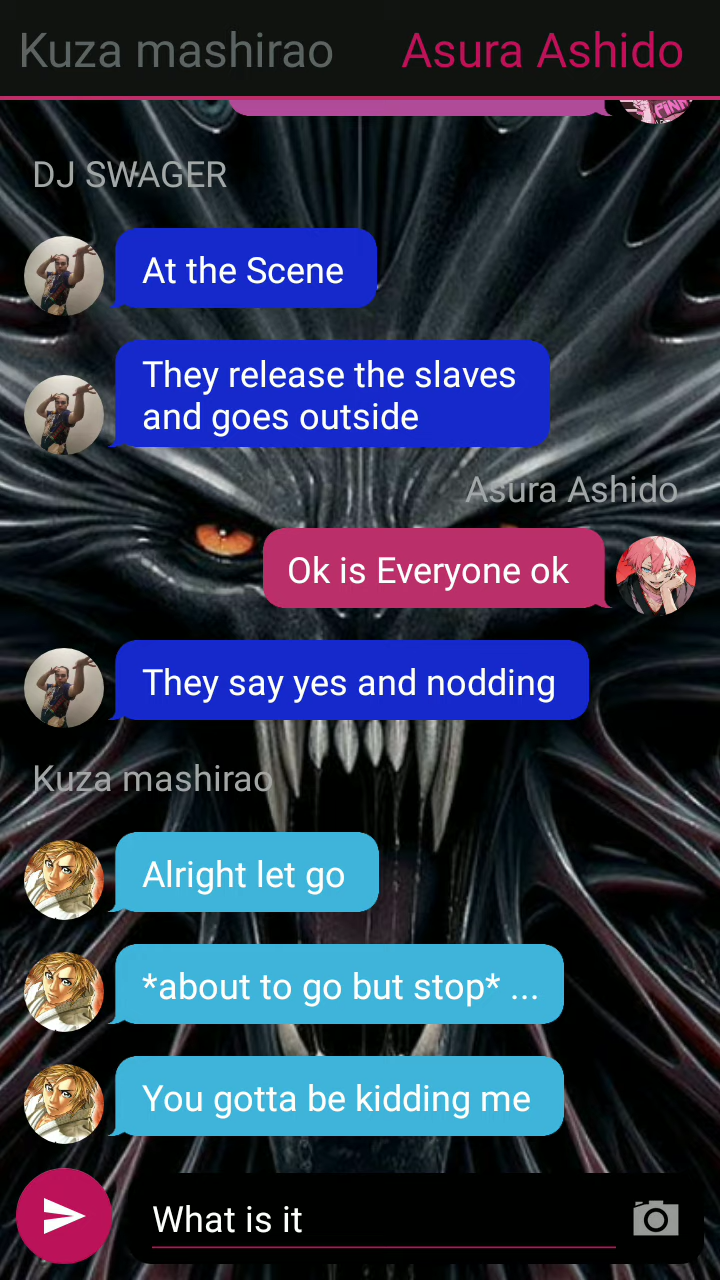 Kuza mashirao Asura Ashido
DJ SWAGER
At the Scene
They release the slaves
and goes outside
Asura Ashido
Ok is Everyone ok
They say yes and nodding
Kuza mashirao
Alright let go
*about to go but stop* ...
You gotta be kidding me
What is it